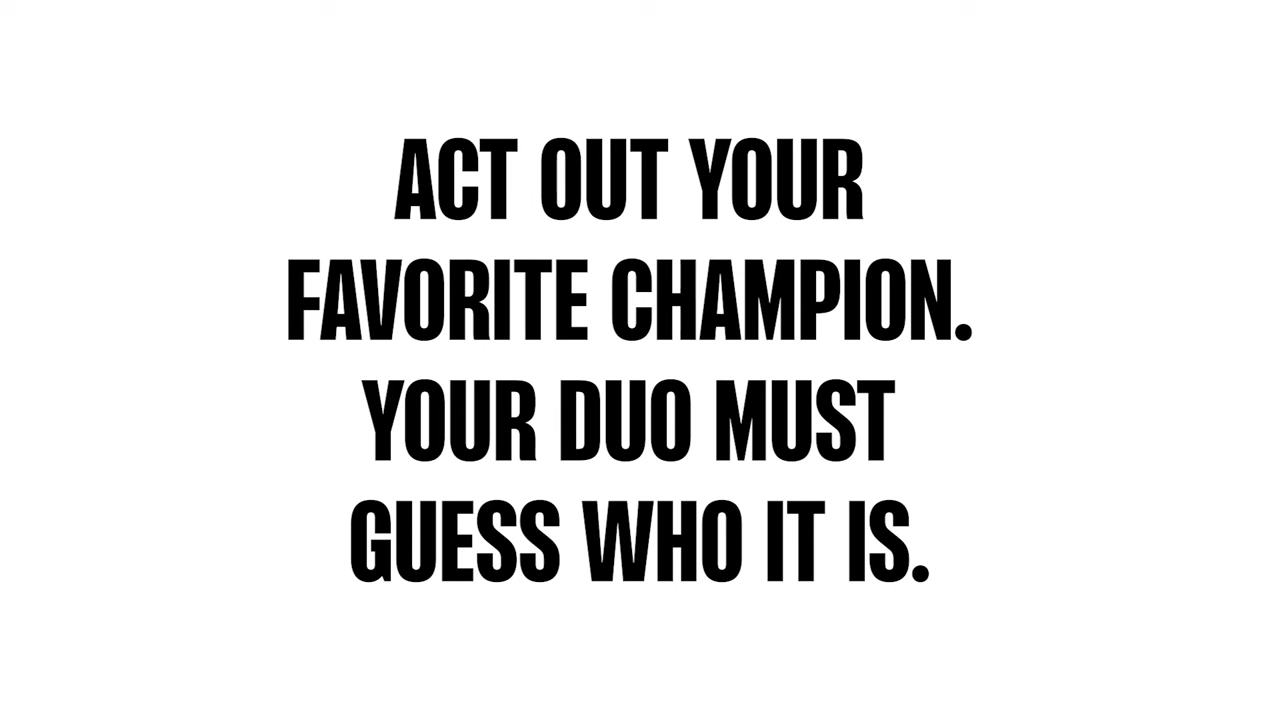 ACT OUT YOUR
FAVORITE CHAMPION.
YOUR DUO MUST
GUESS WHO IT IS.